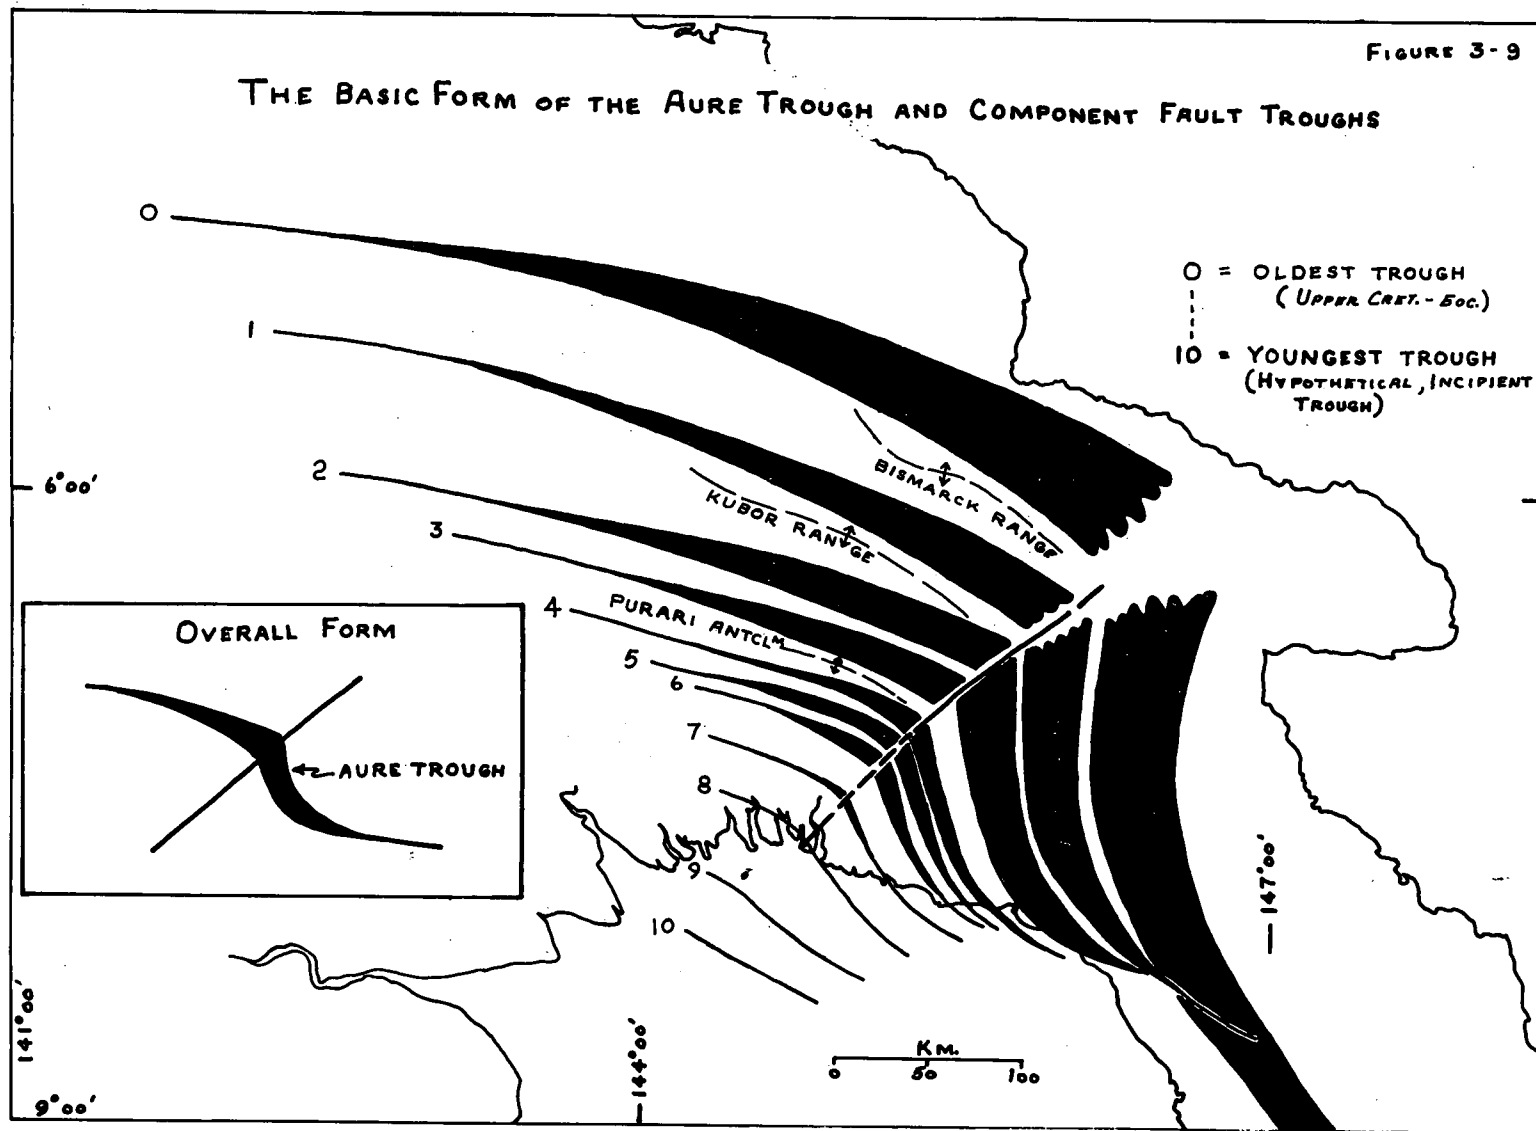 FIGURE 3-9
THE BASIC FORM OF THE AURE TROUGH AND COMPONENT FAULT TROUGHS
0
0 = OLDEST TROUGH
(UPPER CRET. - EOC.)
10 = YOUNGEST TROUGH
(HYPOTHETICAL, INCIPIENT
TROUGH)
1
2
6°00'
BISMARCK RANGE
KUBOR RANGE
3
4
PURARI ANTCLM
5
6
7
8
9
10
OVERALL FORM
AURE TROUGH
147°00'
141°00'
144°00'
KM.
0 50 100
9°00'